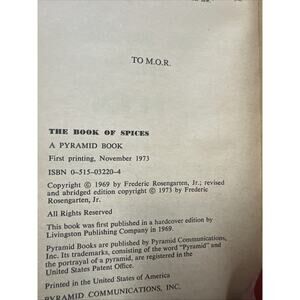 TO M.O.R.
THE BOOK OF SPICES
A PYRAMID BOOK
First printing, November 1973
ISBN 0-515-03220-4
Copyright © 1969 by Frederic Rosengarten, Jr.; revised
and abridged edition copyright © 1973 by Frederic
Rosengarten, Jr.
All Rights Reserved
This book was first published in a hardcover edition by
Livingston Publishing Company in 1969.
Pyramid Books are published by Pyramid Communications,
Inc. Its trademarks, consisting of the word "Pyramid" and
the portrayal of a pyramid, are registered in the
United States Patent Office.
Printed in the United States of America
PYRAMID COMMUNICATIONS, INC.